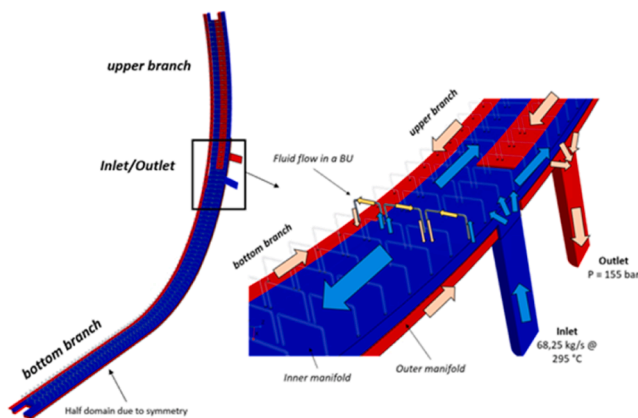 upper branch
Inlet/Outlet
bottom branch
Half domain due to symmetry
upper branch
Fluid flow in a BU
bottom branch
Inner manifold
Outer manifold
Outlet
P = 155 bar
Inlet
68,25 kg/s @
295 °C